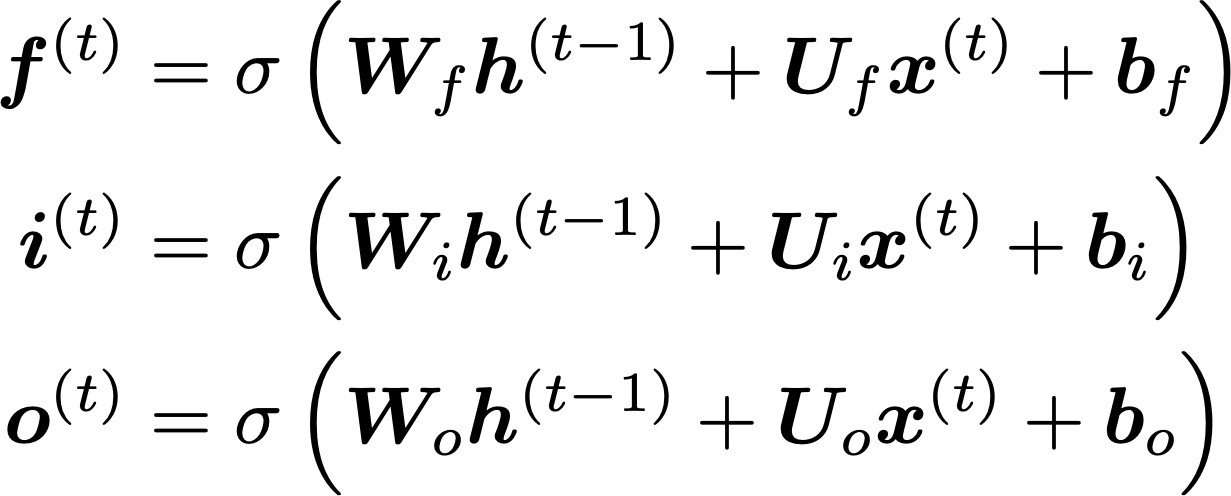 𝒇⁽ᵗ⁾ = σ (𝑾_f 𝒉⁽ᵗ⁻¹⁾ + 𝑼_f 𝒙⁽ᵗ⁾ + 𝒃_f)
𝒊⁽ᵗ⁾ = σ (𝑾_i 𝒉⁽ᵗ⁻¹⁾ + 𝑼_i 𝒙⁽ᵗ⁾ + 𝒃_i)
𝒐⁽ᵗ⁾ = σ (𝑾_o 𝒉⁽ᵗ⁻¹⁾ + 𝑼_o 𝒙⁽ᵗ⁾ + 𝒃_o)